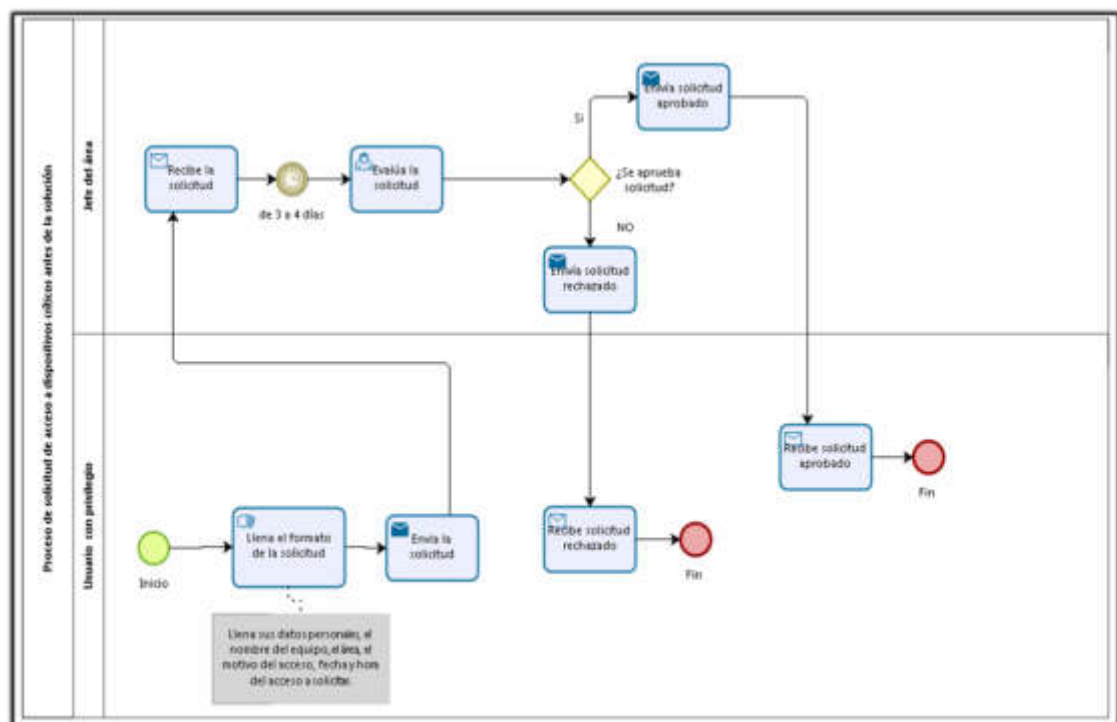 Proceso de solicitud de acceso a dispositivos críticos antes de la solución
Jefe del área
Recibe la
solicitud
de 3 a 4 días
Evalúa la
solicitud
¿Se aprueba
solicitud?
Si
Envía solicitud
aprobado
NO
Envía solicitud
rechazado
Usuario con privilegio
Inicio
Llena el formato
de la solicitud
Envía la
solicitud
Llena sus datos personales, el
nombre del equipo, el área, el
motivo del acceso, fecha y hora
del acceso a solicitar.
Recibe solicitud
rechazado
Fin
Recibe solicitud
aprobado
Fin